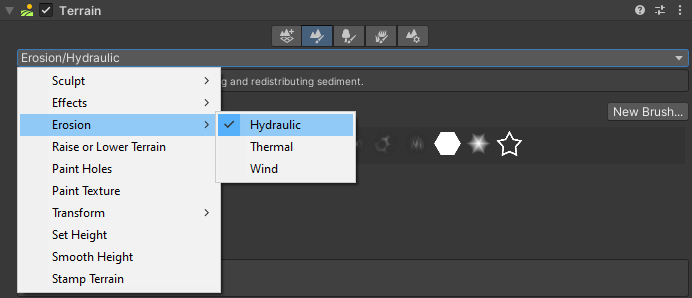 Terrain
Erosion/Hydraulic
Sculpt
g and redistributing sediment.
Effects
New Brush...
Erosion
Hydraulic
Raise or Lower Terrain
Thermal
Paint Holes
Wind
Paint Texture
Transform
Set Height
Smooth Height
Stamp Terrain